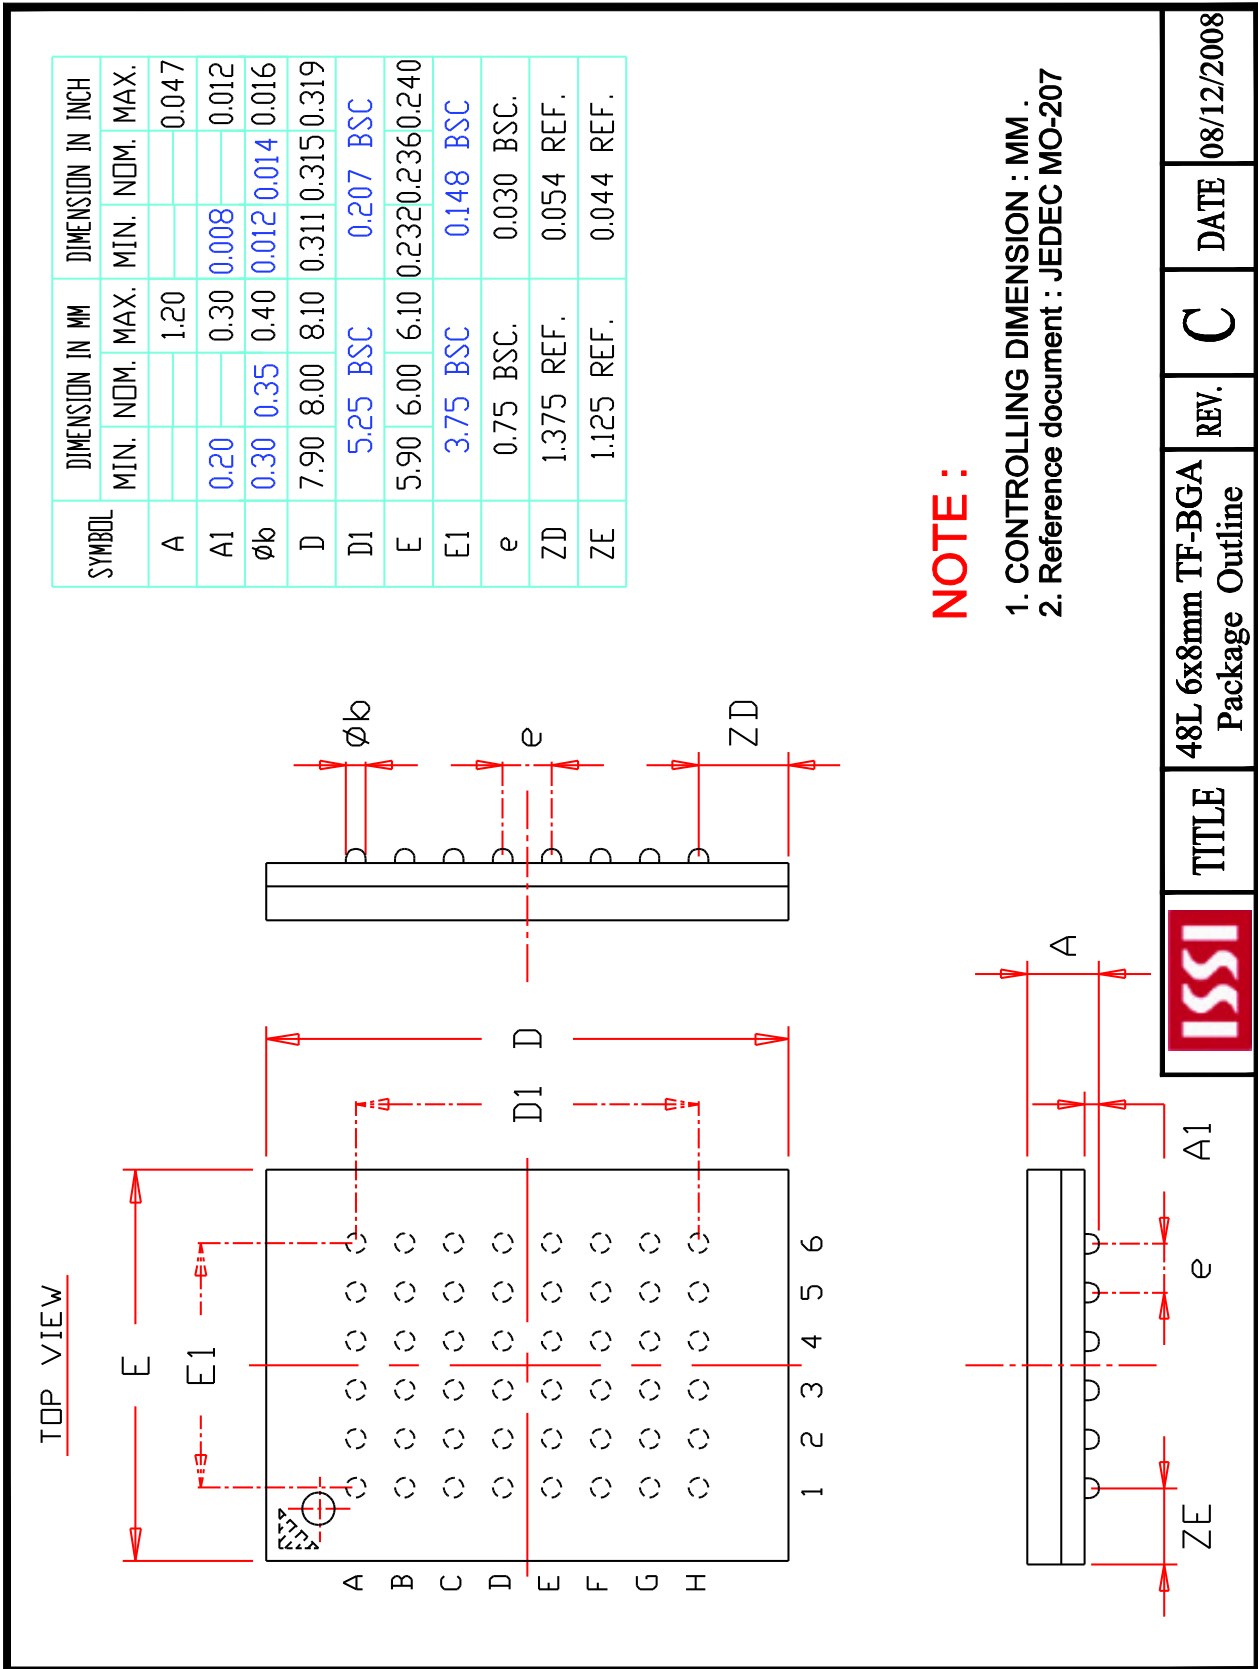 TOP VIEW
E
E1
A
B
C
D
E
F
G
H
1 2 3 4 5 6
D1
D
Øb
e
ZD
ZE
e
A1
A
SYMBOL DIMENSION IN MM DIMENSION IN INCH
MIN. NOM. MAX. MIN. NOM. MAX.
A 1.20 0.047
A1 0.20 0.30 0.008 0.012
Øb 0.30 0.35 0.40 0.012 0.014 0.016
D 7.90 8.00 8.10 0.311 0.315 0.319
D1 5.25 BSC 0.207 BSC
E 5.90 6.00 6.10 0.232 0.236 0.240
E1 3.75 BSC 0.148 BSC
e 0.75 BSC. 0.030 BSC.
ZD 1.375 REF. 0.054 REF.
ZE 1.125 REF. 0.044 REF.
NOTE :
1. CONTROLLING DIMENSION : MM .
2. Reference document : JEDEC MO-207
ISSI TITLE 48L 6x8mm TF-BGA REV. C DATE 08/12/2008
Package Outline